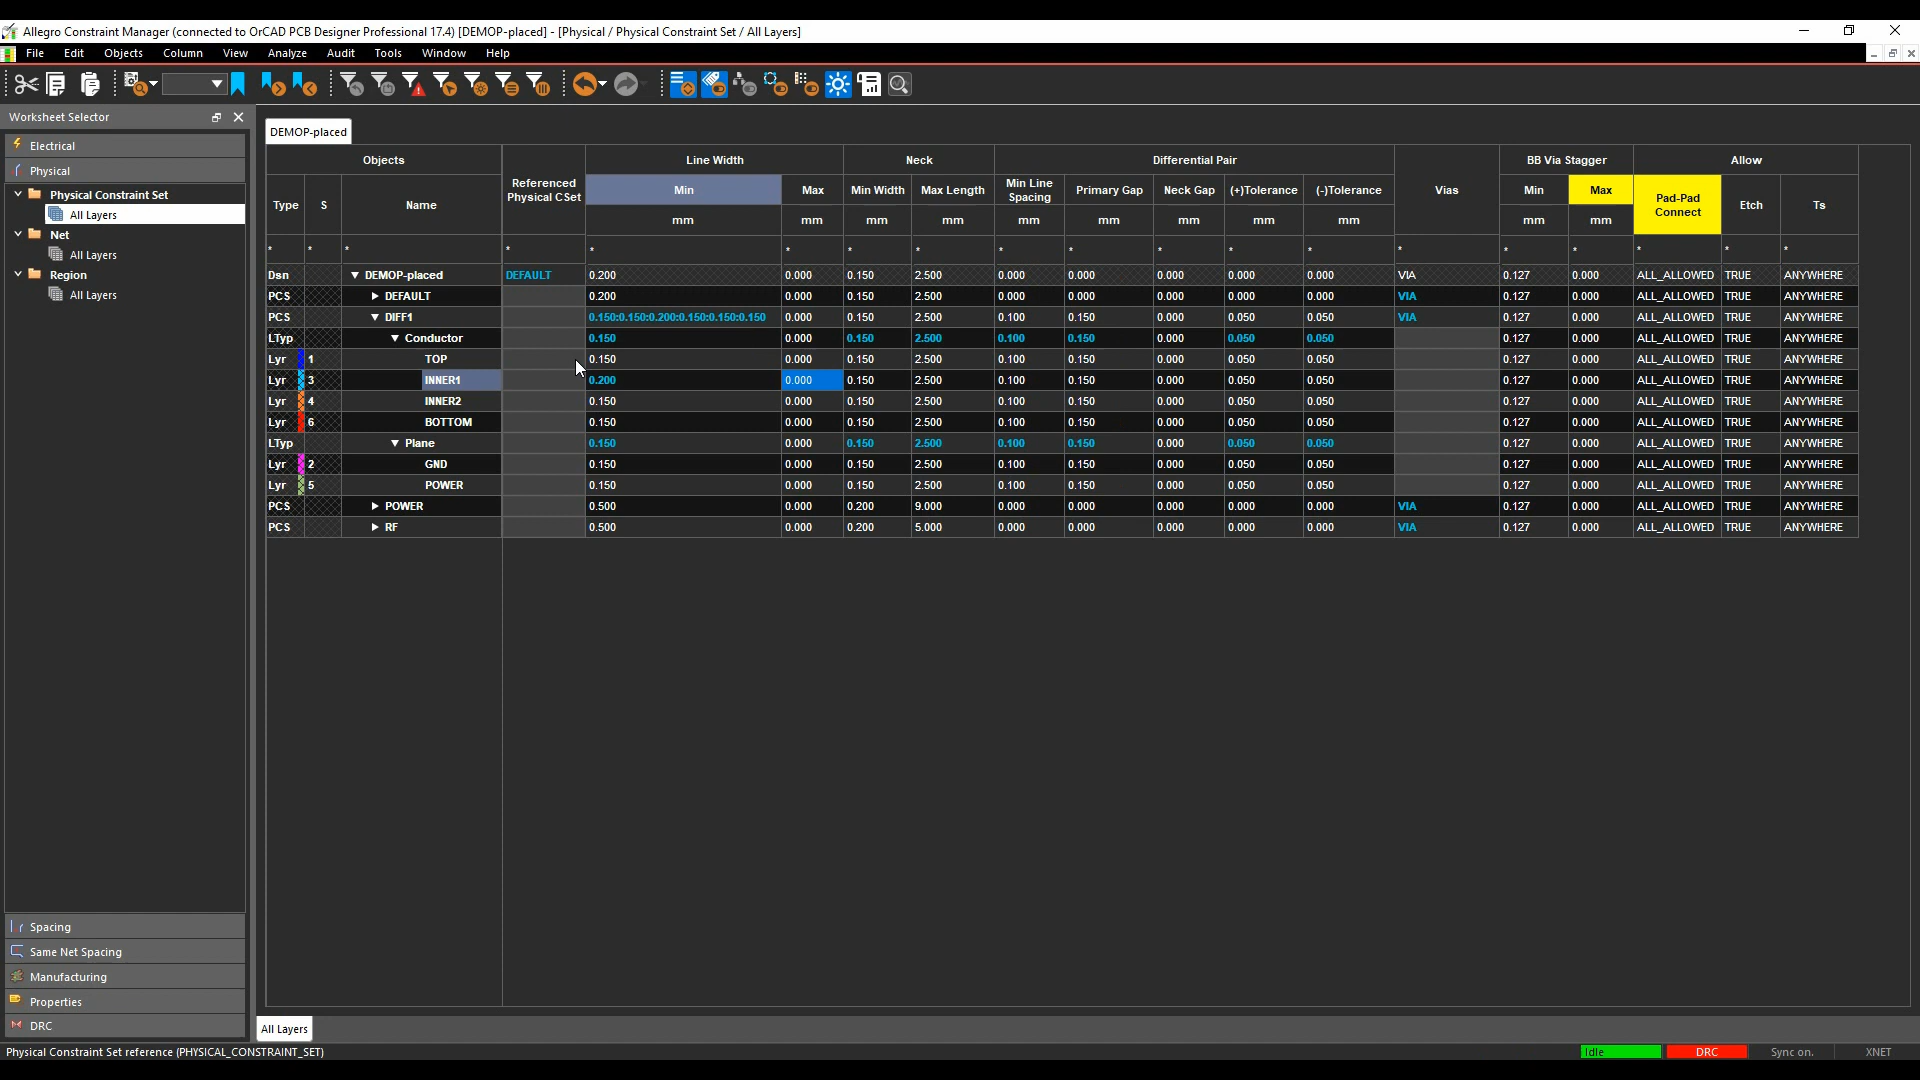 Allegro Constraint Manager (connected to OrCAD PCB Designer Professional 17.4) [DEMOP-placed] - [Physical / Physical Constraint Set / All Layers]
File Edit Objects Column View Analyze Audit Tools Window Help
Worksheet Selector
Electrical
Physical
Physical Constraint Set
All Layers
Net
All Layers
Region
All Layers
Spacing
Same Net Spacing
Manufacturing
Properties
DRC
DEMOP-placed
Objects Line Width Neck Differential Pair BB Via Stagger Allow
Type S Name Referenced Physical CSet Min Max Min Width Max Length Min Line Spacing Primary Gap Neck Gap (+)Tolerance (-)Tolerance Vias Min Max Pad-Pad Connect Etch Ts
mm mm mm mm mm mm mm mm mm mm mm
* * * * * * * * * * * * * * * * * * *
Dsn DEMOP-placed DEFAULT 0.200 0.000 0.150 2.500 0.000 0.000 0.000 0.000 0.000 VIA 0.127 0.000 ALL_ALLOWED TRUE ANYWHERE
PCS DEFAULT 0.200 0.000 0.150 2.500 0.000 0.000 0.000 0.000 0.000 VIA 0.127 0.000 ALL_ALLOWED TRUE ANYWHERE
PCS DIFF1 0.150:0.150:0.200:0.150:0.150:0.150 0.000 0.150 2.500 0.100 0.150 0.000 0.050 0.050 VIA 0.127 0.000 ALL_ALLOWED TRUE ANYWHERE
LTyp Conductor 0.150 0.000 0.150 2.500 0.100 0.150 0.000 0.050 0.050 0.127 0.000 ALL_ALLOWED TRUE ANYWHERE
Lyr 1 TOP 0.150 0.000 0.150 2.500 0.100 0.150 0.000 0.050 0.050 0.127 0.000 ALL_ALLOWED TRUE ANYWHERE
Lyr 3 INNER1 0.200 0.000 0.150 2.500 0.100 0.150 0.000 0.050 0.050 0.127 0.000 ALL_ALLOWED TRUE ANYWHERE
Lyr 4 INNER2 0.150 0.000 0.150 2.500 0.100 0.150 0.000 0.050 0.050 0.127 0.000 ALL_ALLOWED TRUE ANYWHERE
Lyr 6 BOTTOM 0.150 0.000 0.150 2.500 0.100 0.150 0.000 0.050 0.050 0.127 0.000 ALL_ALLOWED TRUE ANYWHERE
LTyp Plane 0.150 0.000 0.150 2.500 0.100 0.150 0.000 0.050 0.050 0.127 0.000 ALL_ALLOWED TRUE ANYWHERE
Lyr 2 GND 0.150 0.000 0.150 2.500 0.100 0.150 0.000 0.050 0.050 0.127 0.000 ALL_ALLOWED TRUE ANYWHERE
Lyr 5 POWER 0.150 0.000 0.150 2.500 0.100 0.150 0.000 0.050 0.050 0.127 0.000 ALL_ALLOWED TRUE ANYWHERE
PCS POWER 0.500 0.000 0.200 9.000 0.000 0.000 0.000 0.000 0.000 VIA 0.127 0.000 ALL_ALLOWED TRUE ANYWHERE
PCS RF 0.500 0.000 0.200 5.000 0.000 0.000 0.000 0.000 0.000 VIA 0.127 0.000 ALL_ALLOWED TRUE ANYWHERE
All Layers
Physical Constraint Set reference (PHYSICAL_CONSTRAINT_SET) Idle DRC Sync on. XNET